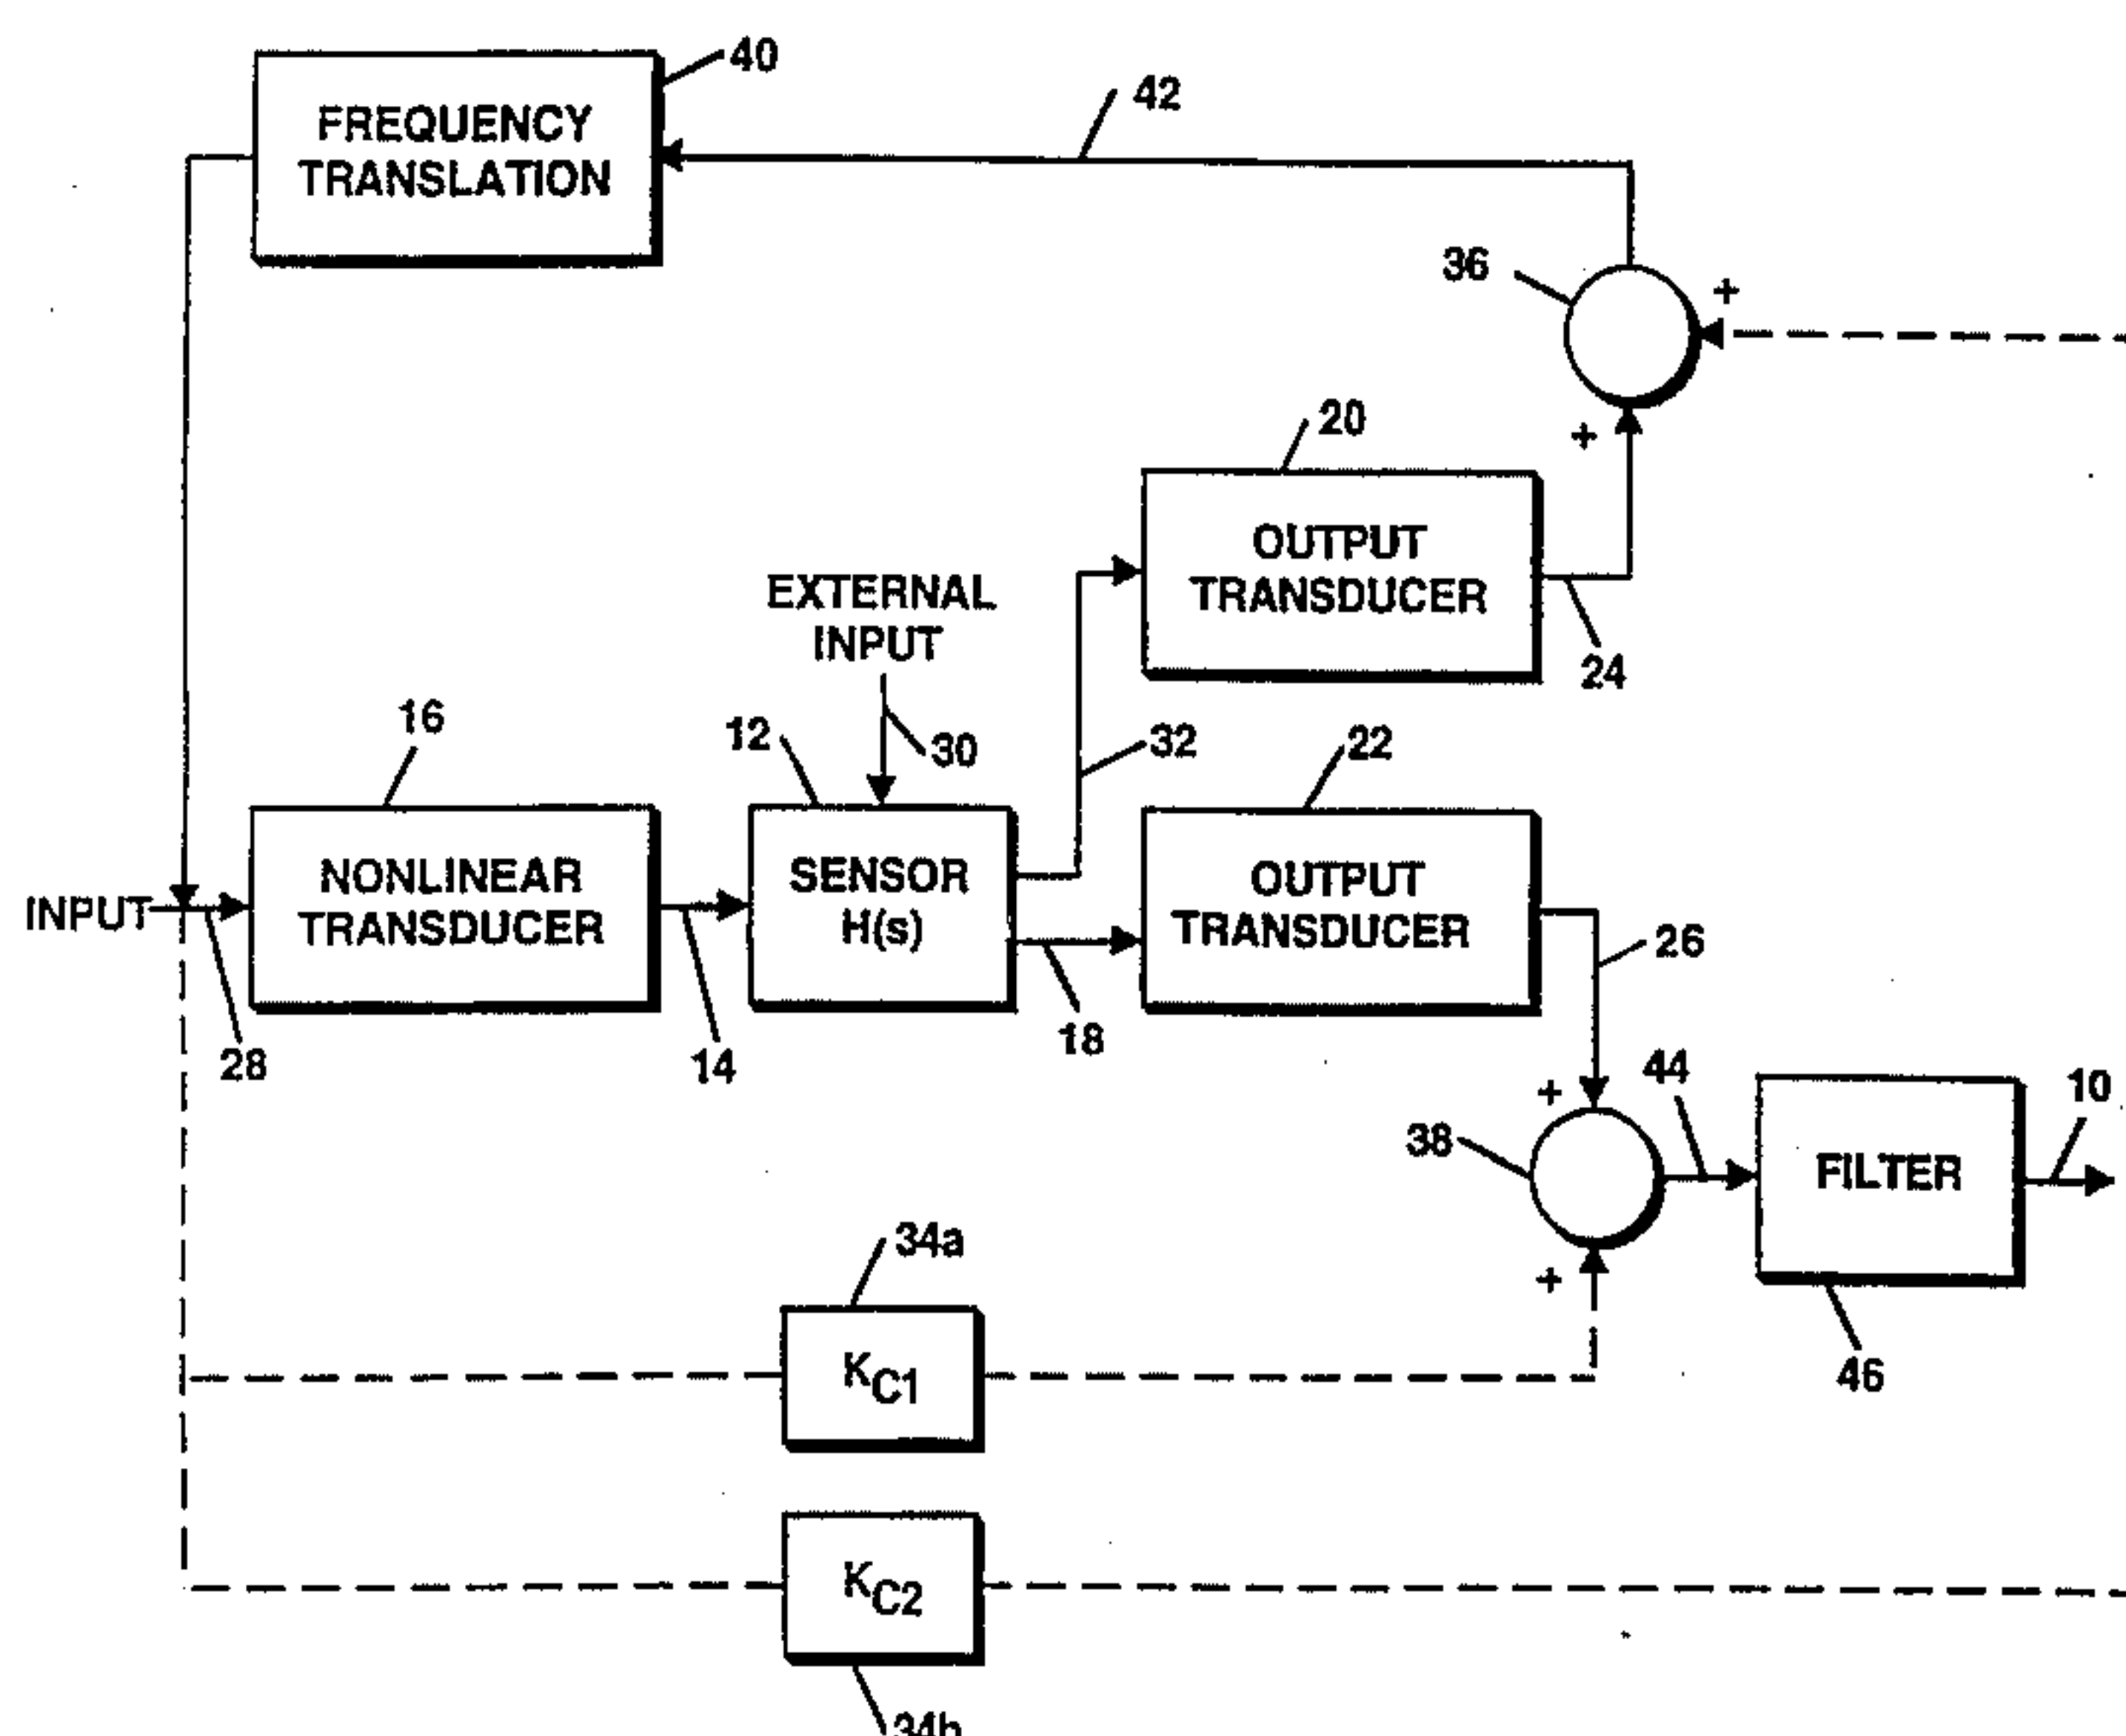 40
FREQUENCY
TRANSLATION
42
36
+
+
20
OUTPUT
TRANSDUCER
24
EXTERNAL
INPUT
30
16
12
32
22
INPUT
NONLINEAR
TRANSDUCER
SENSOR
H(s)
OUTPUT
TRANSDUCER
26
28
14
18
+
44
10
38
FILTER
+
46
34a
KC1
KC2
34b